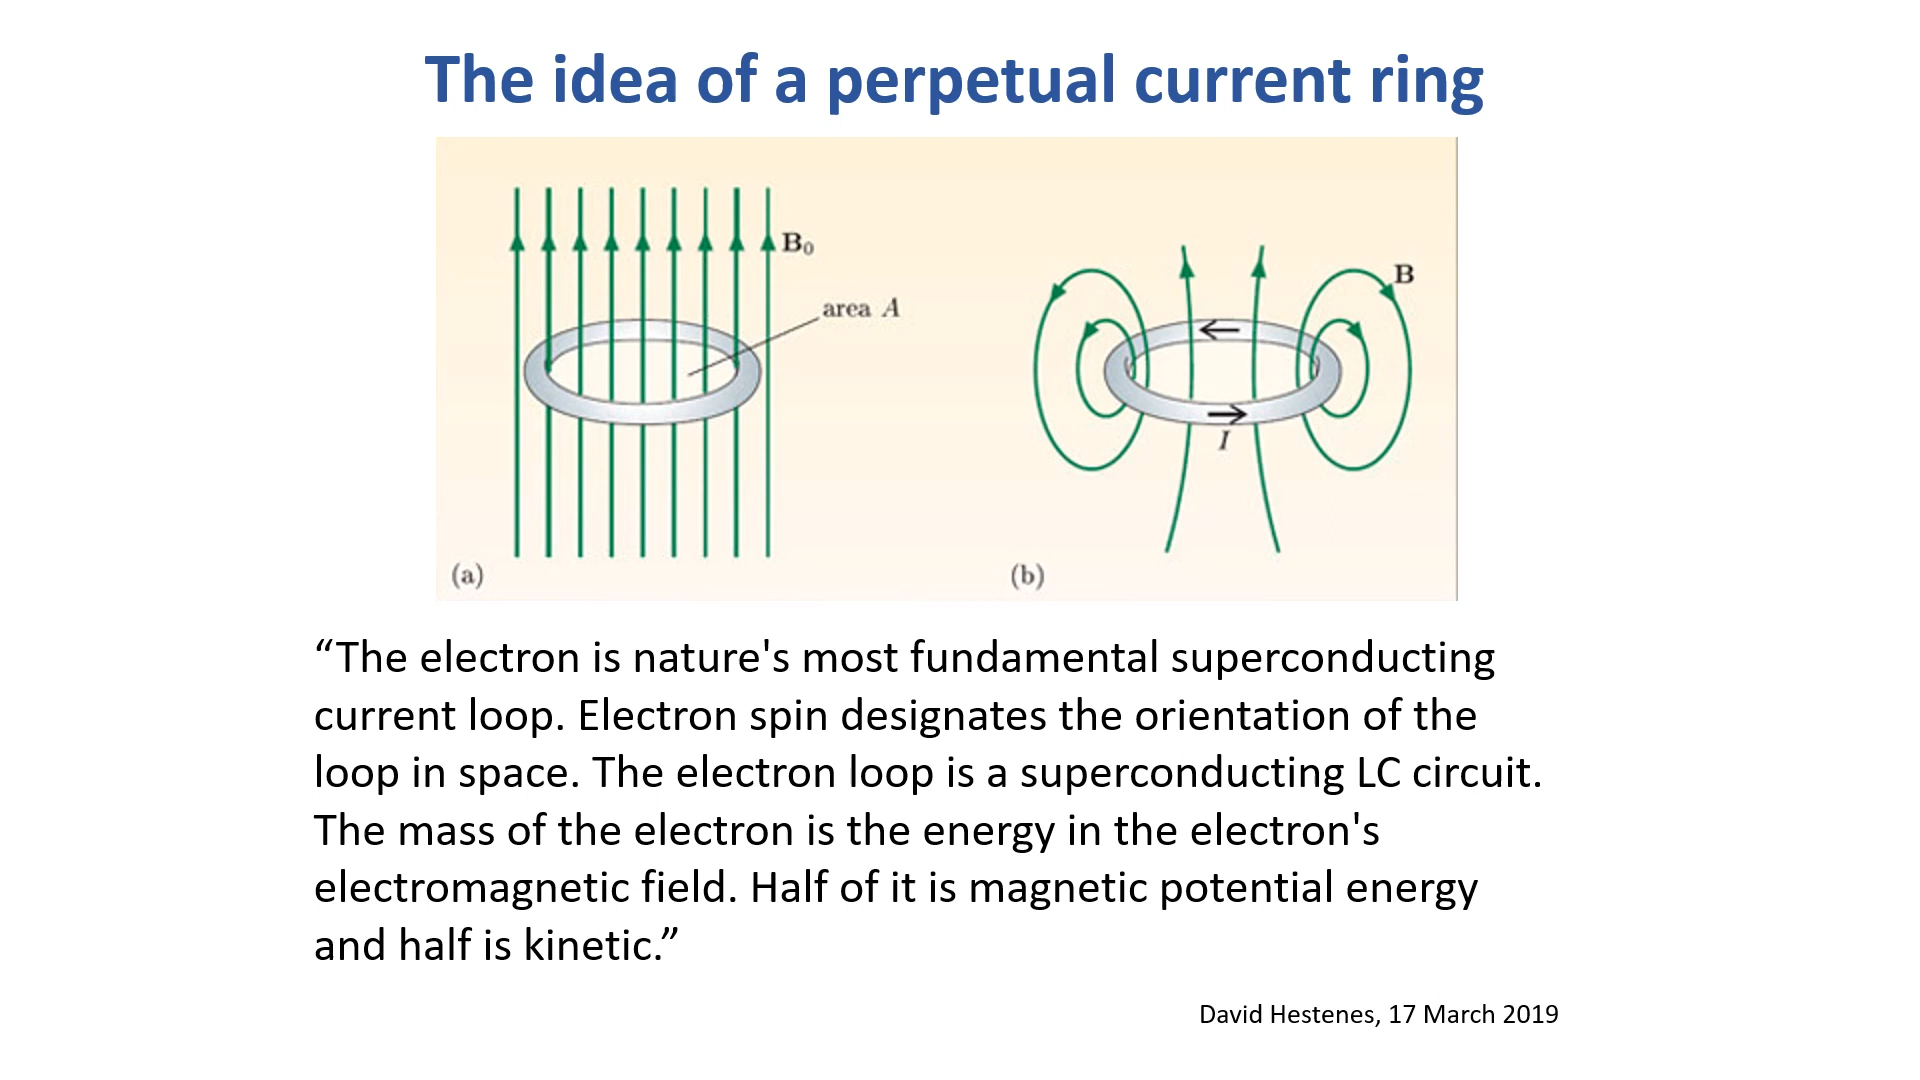 The idea of a perpetual current ring
B₀
area A
B
I
(a)
(b)
“The electron is nature's most fundamental superconducting
current loop. Electron spin designates the orientation of the
loop in space. The electron loop is a superconducting LC circuit.
The mass of the electron is the energy in the electron's
electromagnetic field. Half of it is magnetic potential energy
and half is kinetic.”
David Hestenes, 17 March 2019